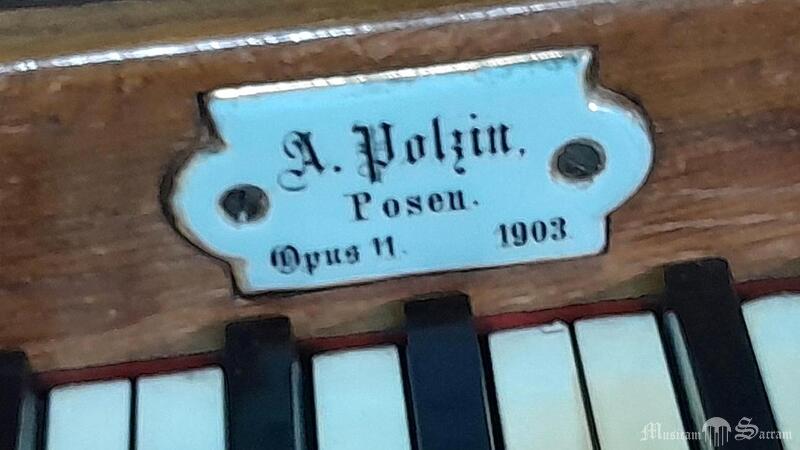 A. Polzin.
Posen.
Opus 11. 1903.
Musicam Sacram